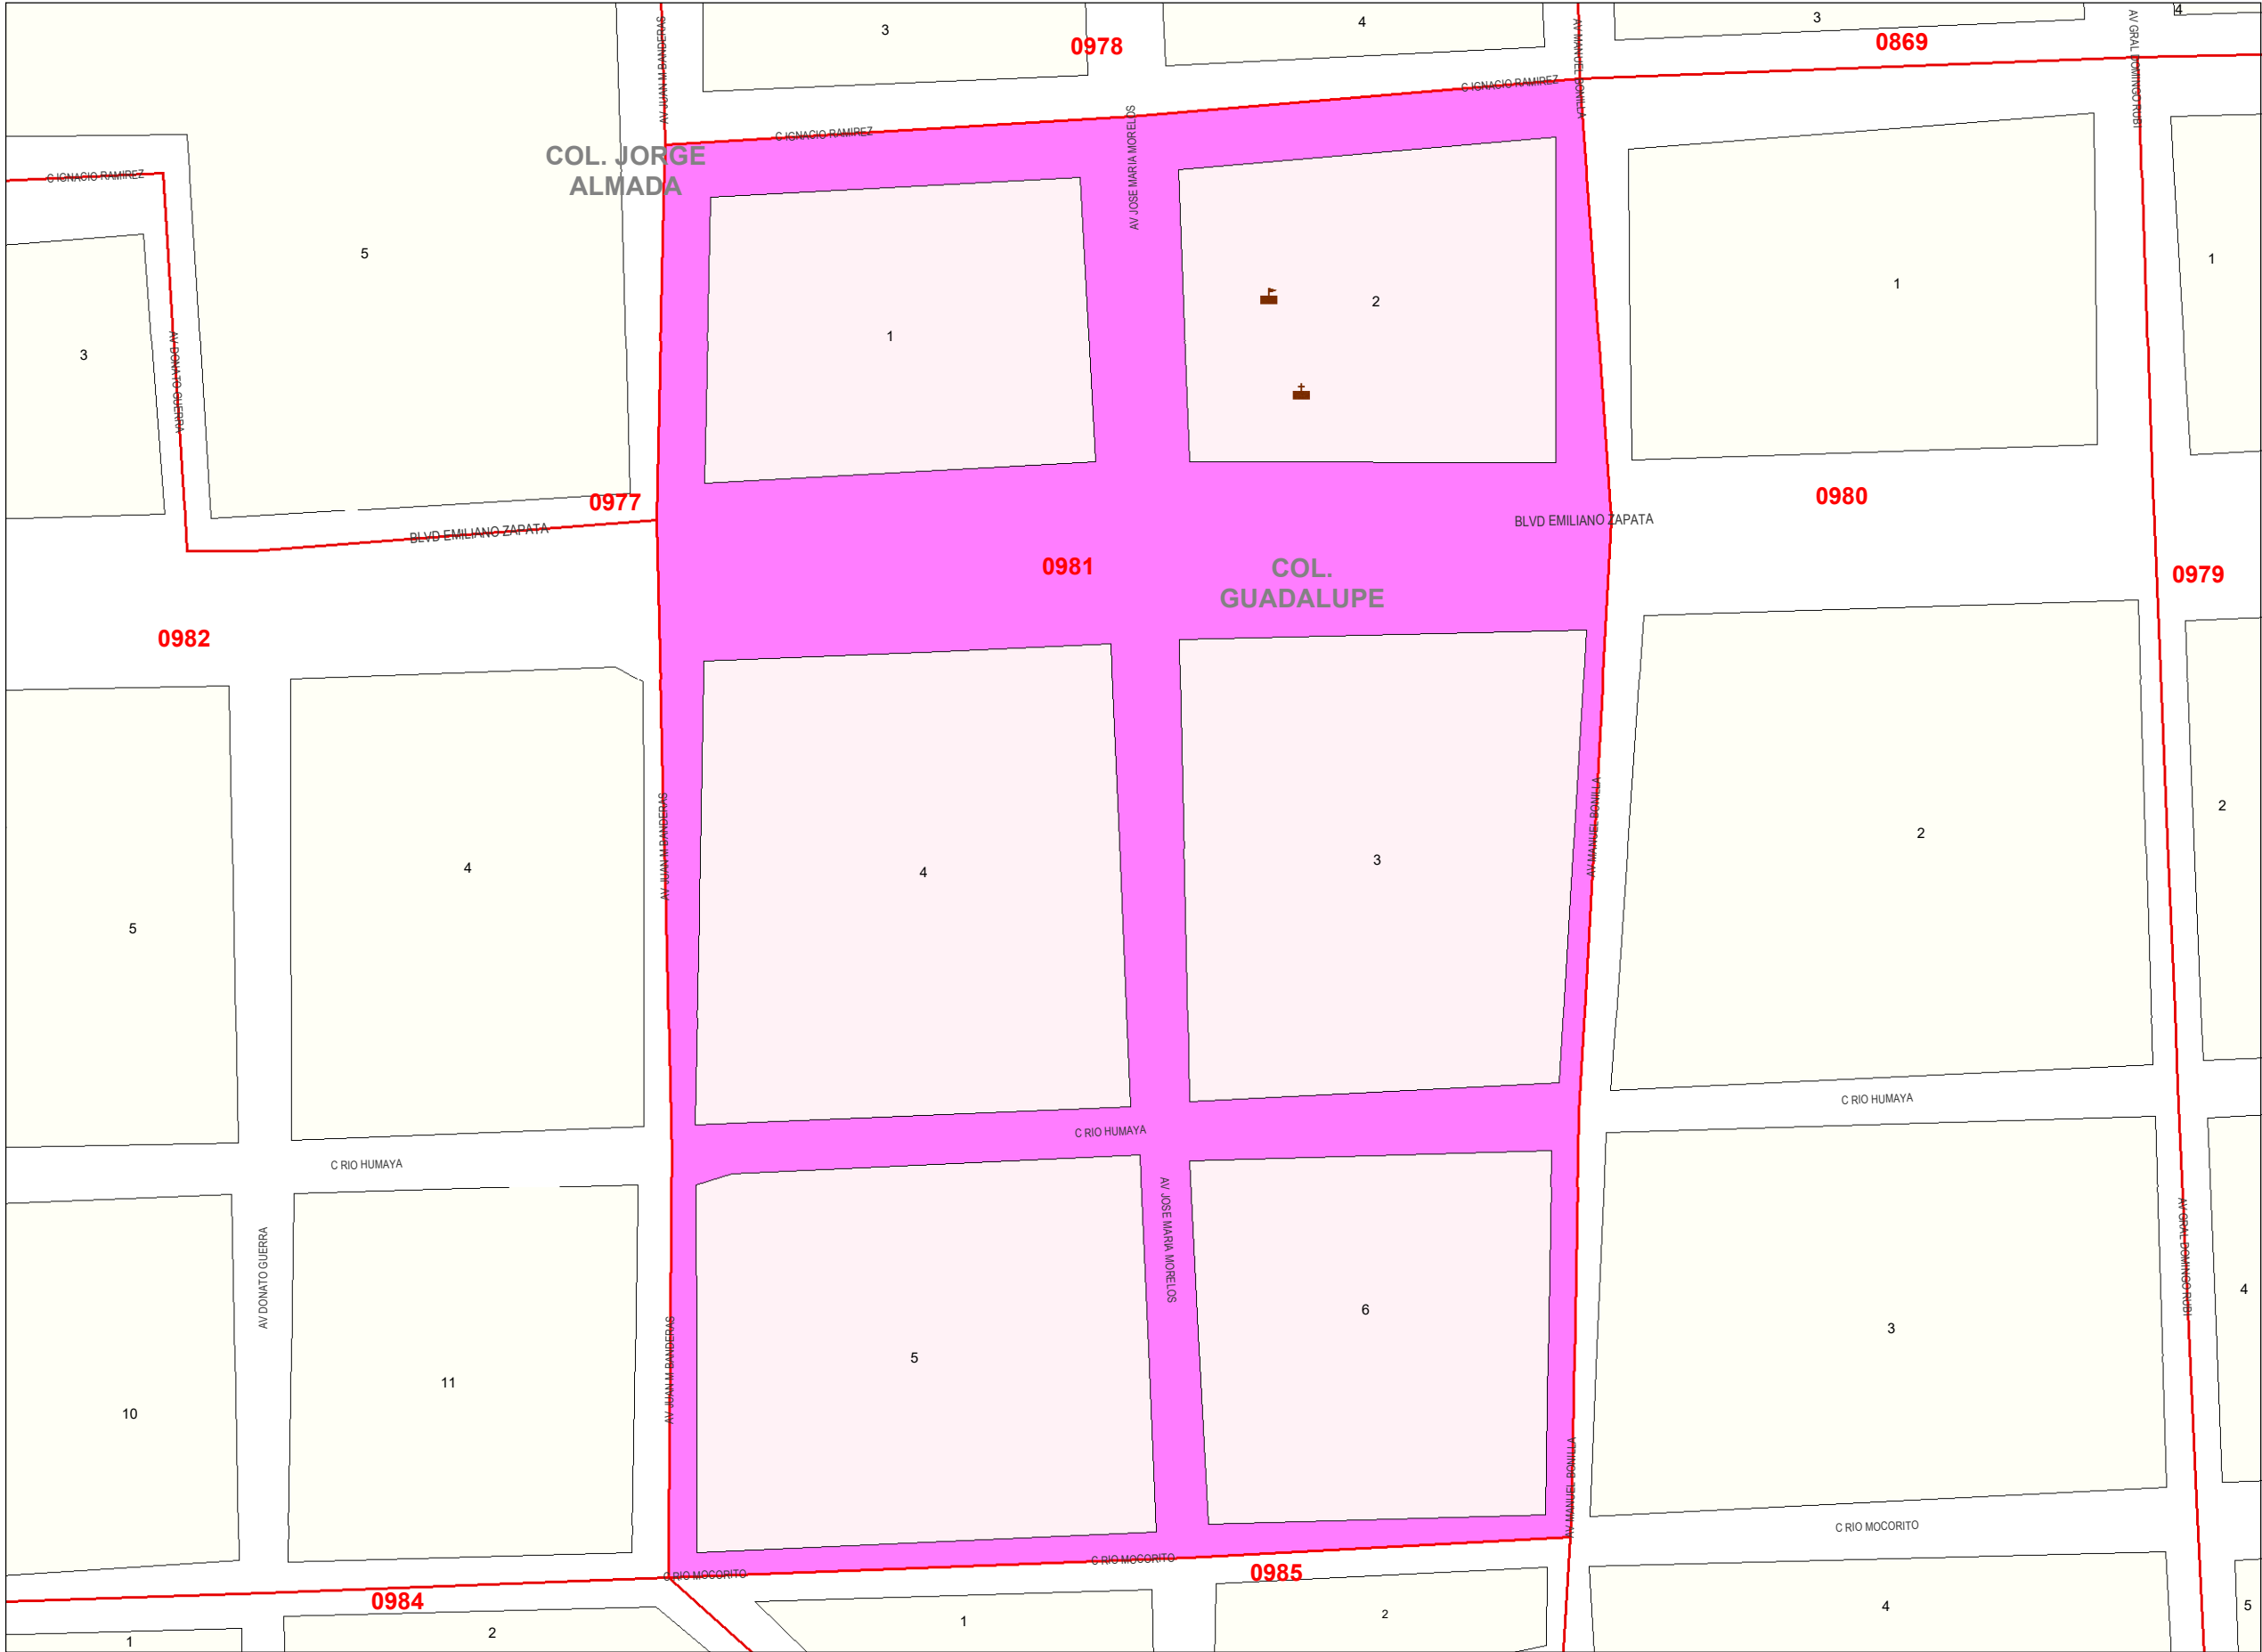 3
4
3
4
0978
0869
AV JUAN M BANDERAS
AV MANUEL BONILLA
AV GRAL DOMINGO RUBI
C IGNACIO RAMIREZ
C IGNACIO RAMIREZ
AV JOSE MARIA MORELOS
COL. JORGE
ALMADA
C IGNACIO RAMIREZ
5
1
2
1
1
3
AV DONATO GUERRA
0977
0980
BLVD EMILIANO ZAPATA
BLVD EMILIANO ZAPATA
0981
COL.
GUADALUPE
0979
0982
AV JUAN M BANDERAS
AV MANUEL BONILLA
2
2
4
4
3
5
C RIO HUMAYA
C RIO HUMAYA
C RIO HUMAYA
AV DONATO GUERRA
AV JOSE MARIA MORELOS
AV GRAL DOMINGO RUBI
4
6
3
5
11
10
AV JUAN M BANDERAS
AV MANUEL BONILLA
C RIO MOCORITO
C RIO MOCORITO
C RIO MOCORITO
0985
0984
1
2
1
2
4
5